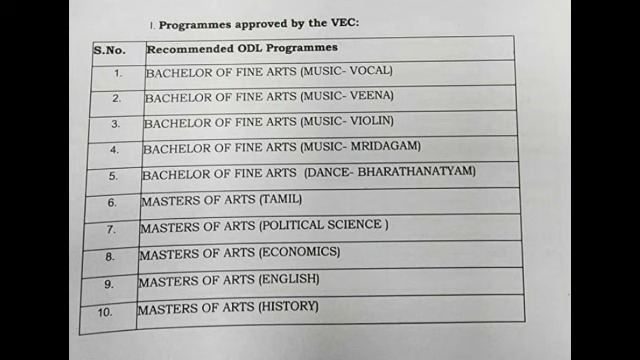 I. Programmes approved by the VEC:
S.No. Recommended ODL Programmes
1. BACHELOR OF FINE ARTS (MUSIC- VOCAL)
2. BACHELOR OF FINE ARTS (MUSIC- VEENA)
3. BACHELOR OF FINE ARTS (MUSIC- VIOLIN)
4. BACHELOR OF FINE ARTS (MUSIC- MRIDAGAM)
5. BACHELOR OF FINE ARTS (DANCE- BHARATHANATYAM)
6. MASTERS OF ARTS (TAMIL)
7. MASTERS OF ARTS (POLITICAL SCIENCE )
8. MASTERS OF ARTS (ECONOMICS)
9. MASTERS OF ARTS (ENGLISH)
10. MASTERS OF ARTS (HISTORY)